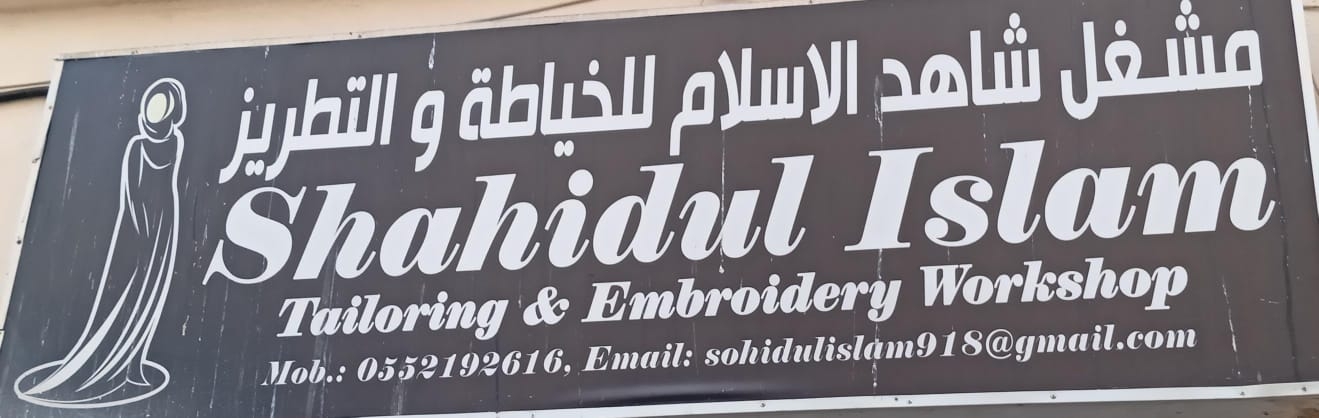 مشغل شاهد الاسلام للخياطة و التطريز
Shahidul Islam
Tailoring & Embroidery Workshop
Mob.: 0552192616, Email: sohidulislam918@gmail.com